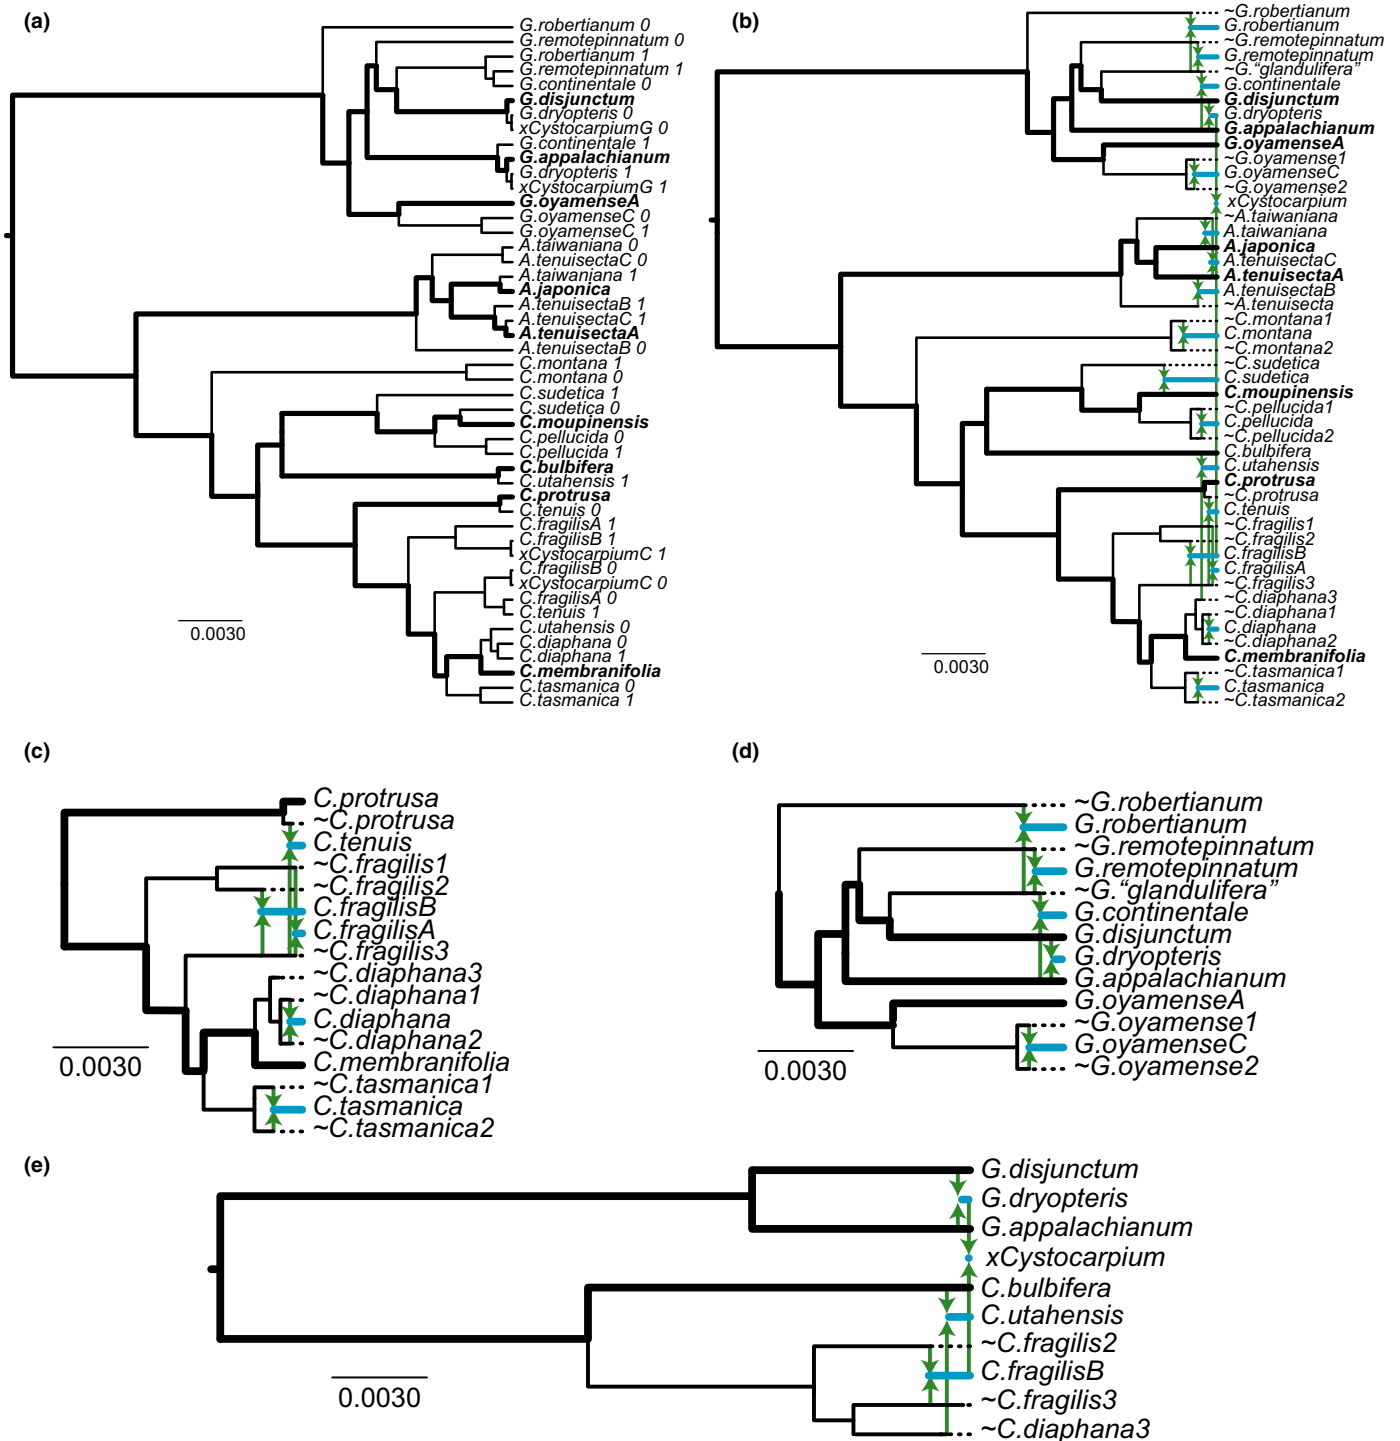 (a)
G.robertianum 0
G.remotepinnatum 0
G.robertianum 1
G.remotepinnatum 1
G.continentale 0
G.disjunctum
G.dryopteris 0
xCystocarpiumG 0
G.continentale 1
G.appalachianum
G.dryopteris 1
xCystocarpiumG 1
G.oyamenseA
G.oyamenseC 0
G.oyamenseC 1
A.taiwaniana 0
A.tenuisectaC 0
A.taiwaniana 1
A.japonica
A.tenuisectaB 1
A.tenuisectaC 1
A.tenuisectaA
A.tenuisectaB 0
C.montana 1
C.montana 0
C.sudetica 1
C.sudetica 0
C.moupinensis
C.pellucida 0
C.pellucida 1
C.bulbifera
C.utahensis 1
C.protrusa
C.tenuis 0
C.fragilisA 1
C.fragilisB 1
xCystocarpiumC 1
C.fragilisB 0
xCystocarpiumC 0
C.fragilisA 0
C.tenuis 1
C.utahensis 0
C.diaphana 0
C.diaphana 1
C.membranifolia
C.tasmanica 0
C.tasmanica 1
0.0030
(b)
~G.robertianum
G.robertianum
~G.remotepinnatum
G.remotepinnatum
~G."glandulifera"
G.continentale
G.disjunctum
G.dryopteris
G.appalachianum
G.oyamenseA
~G.oyamense1
G.oyamenseC
~G.oyamense2
xCystocarpium
~A.taiwaniana
A.taiwaniana
A.japonica
A.tenuisectaC
A.tenuisectaA
A.tenuisectaB
~A.tenuisecta
~C.montana1
C.montana
~C.montana2
~C.sudetica
C.sudetica
C.moupinensis
~C.pellucida1
C.pellucida
~C.pellucida2
C.bulbifera
C.utahensis
C.protrusa
~C.protrusa
C.tenuis
~C.fragilis1
~C.fragilis2
C.fragilisB
C.fragilisA
~C.fragilis3
~C.diaphana3
~C.diaphana1
C.diaphana
~C.diaphana2
C.membranifolia
~C.tasmanica1
C.tasmanica
~C.tasmanica2
0.0030
(c)
C.protrusa
~C.protrusa
C.tenuis
~C.fragilis1
~C.fragilis2
C.fragilisB
C.fragilisA
~C.fragilis3
~C.diaphana3
~C.diaphana1
C.diaphana
~C.diaphana2
C.membranifolia
~C.tasmanica1
C.tasmanica
~C.tasmanica2
0.0030
(d)
~G.robertianum
G.robertianum
~G.remotepinnatum
G.remotepinnatum
~G."glandulifera"
G.continentale
G.disjunctum
G.dryopteris
G.appalachianum
G.oyamenseA
~G.oyamense1
G.oyamenseC
~G.oyamense2
0.0030
(e)
G.disjunctum
G.dryopteris
G.appalachianum
xCystocarpium
C.bulbifera
C.utahensis
~C.fragilis2
C.fragilisB
~C.fragilis3
~C.diaphana3
0.0030